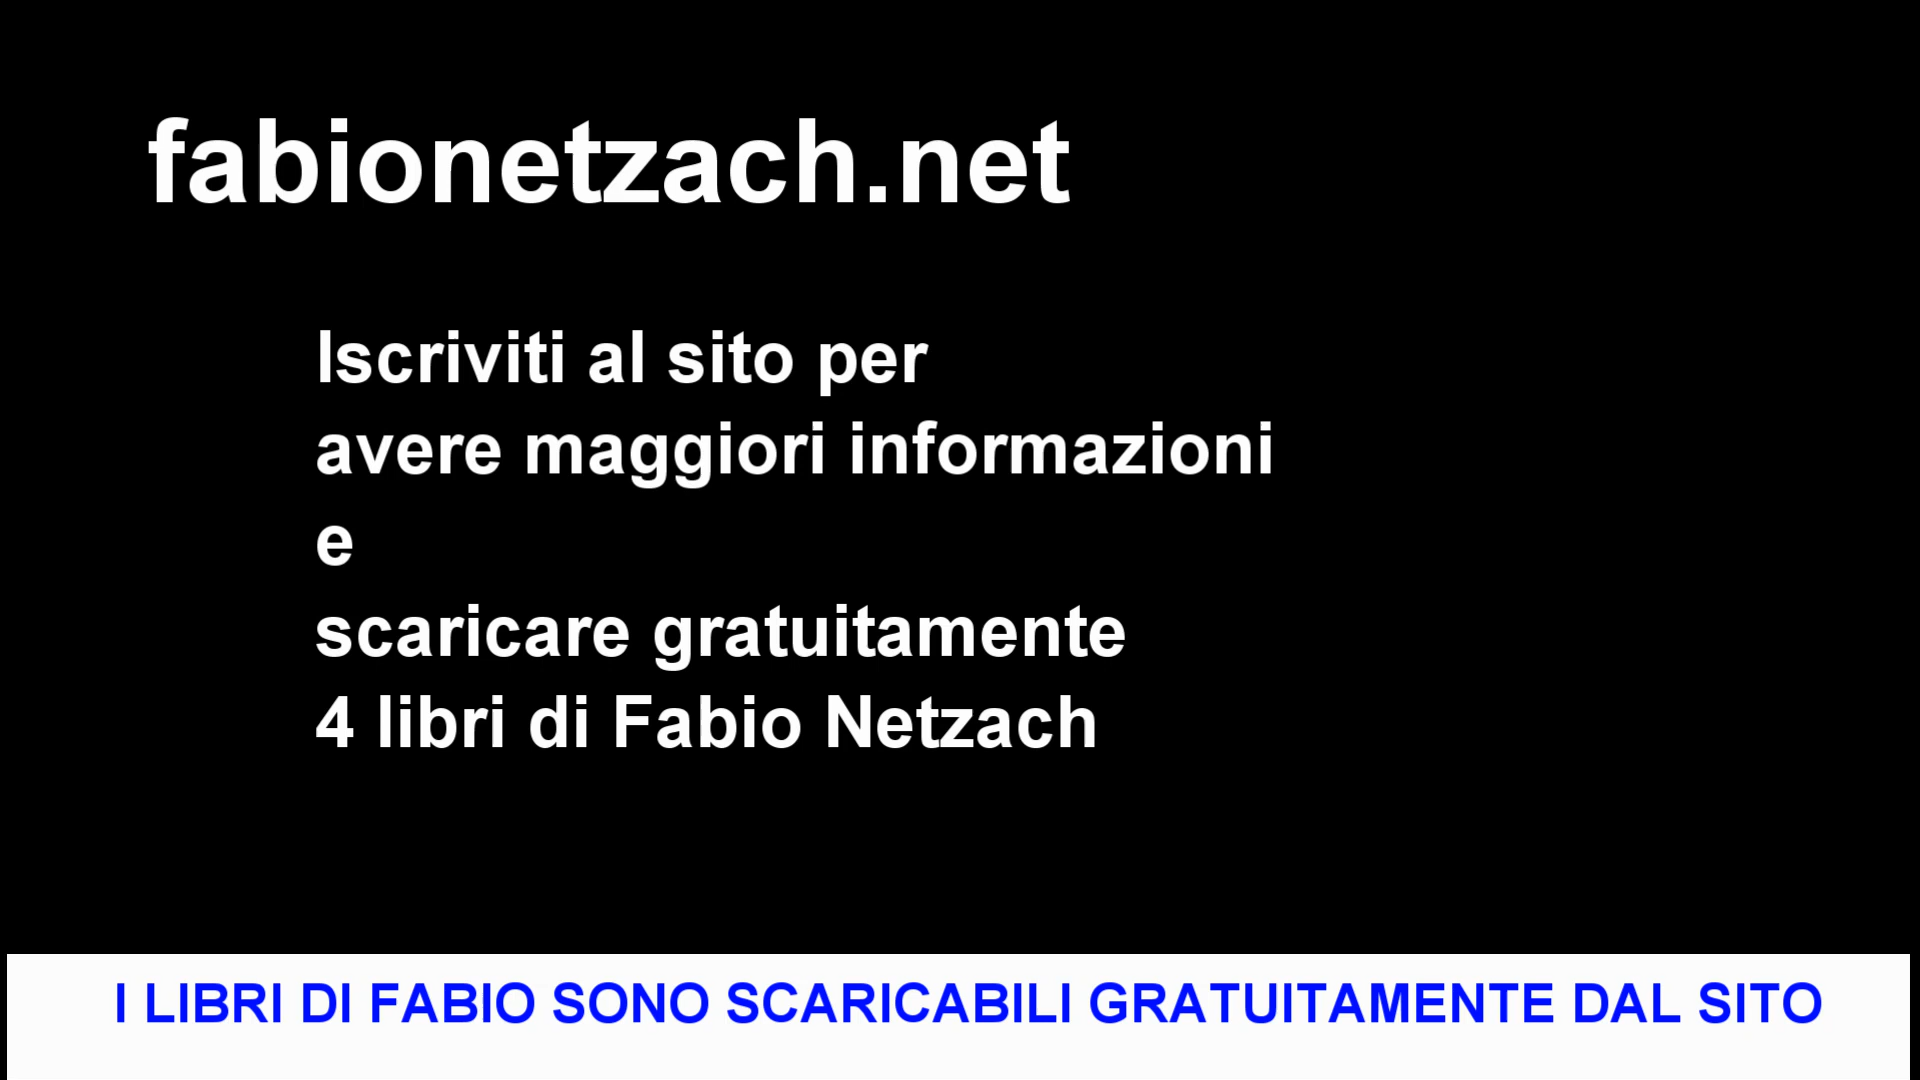 fabionetzach.net
Iscriviti al sito per
avere maggiori informazioni
e
scaricare gratuitamente
4 libri di Fabio Netzach
I LIBRI DI FABIO SONO SCARICABILI GRATUITAMENTE DAL SITO